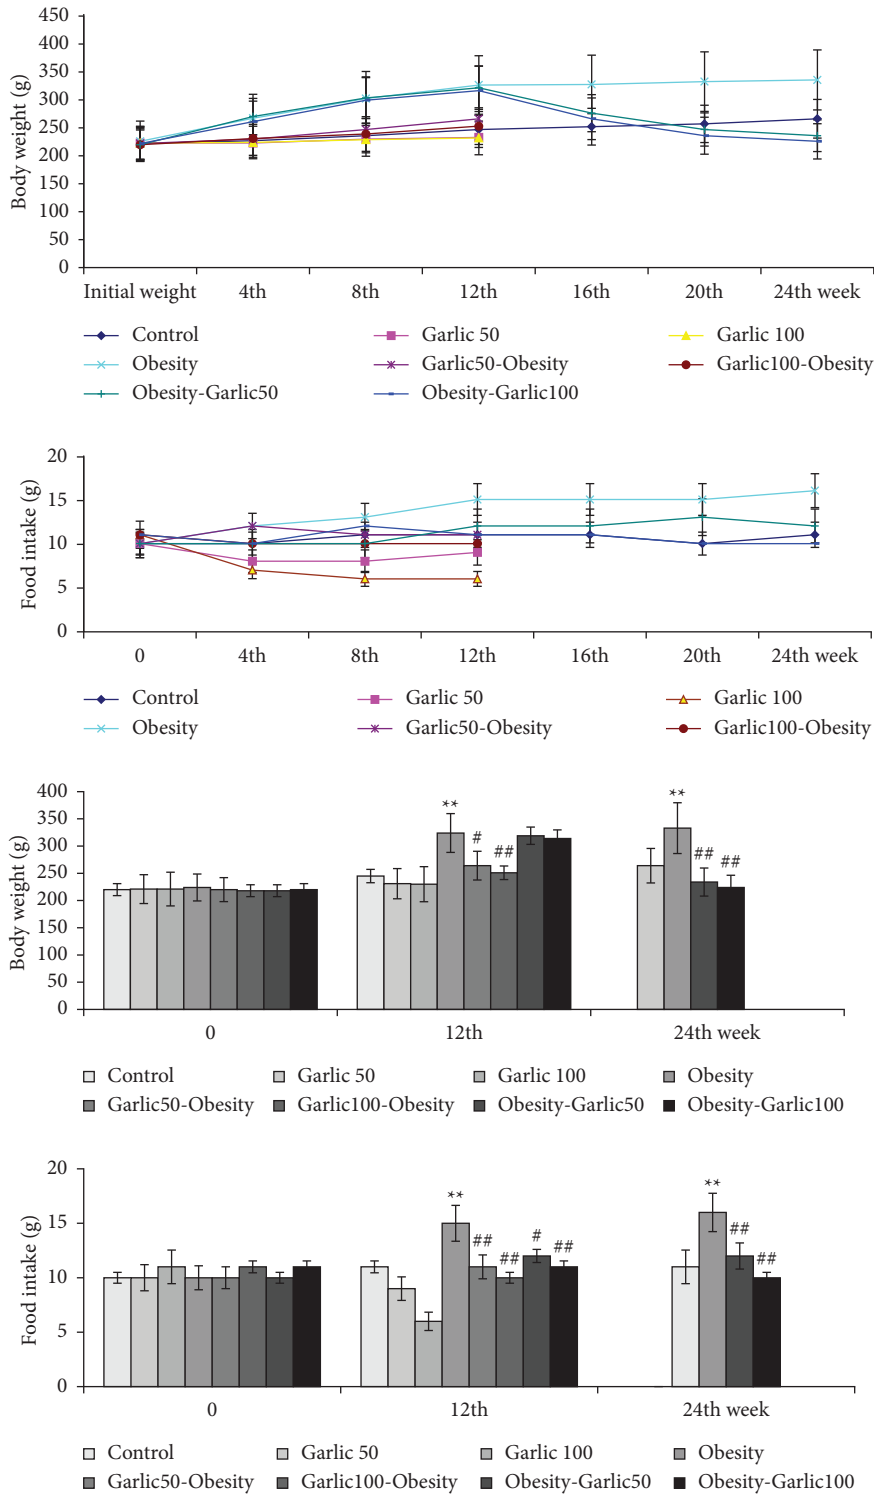 450
400
350
300
250
200
150
100
50
0
Body weight (g)
Initial weight 4th 8th 12th 16th 20th 24th week
Control Garlic 50 Garlic 100
Obesity Garlic50-Obesity Garlic100-Obesity
Obesity-Garlic50 Obesity-Garlic100
20
15
10
5
0
Food intake (g)
0 4th 8th 12th 16th 20th 24th week
Control Garlic 50 Garlic 100
Obesity Garlic50-Obesity Garlic100-Obesity
400
350
300
250
200
150
100
50
0
Body weight (g)
** # ## ** ## ##
0 12th 24th week
Control Garlic 50 Garlic 100 Obesity
Garlic50-Obesity Garlic100-Obesity Obesity-Garlic50 Obesity-Garlic100
20
15
10
5
0
Food intake (g)
** ## ## # ## ** ## ##
0 12th 24th week
Control Garlic 50 Garlic 100 Obesity
Garlic50-Obesity Garlic100-Obesity Obesity-Garlic50 Obesity-Garlic100